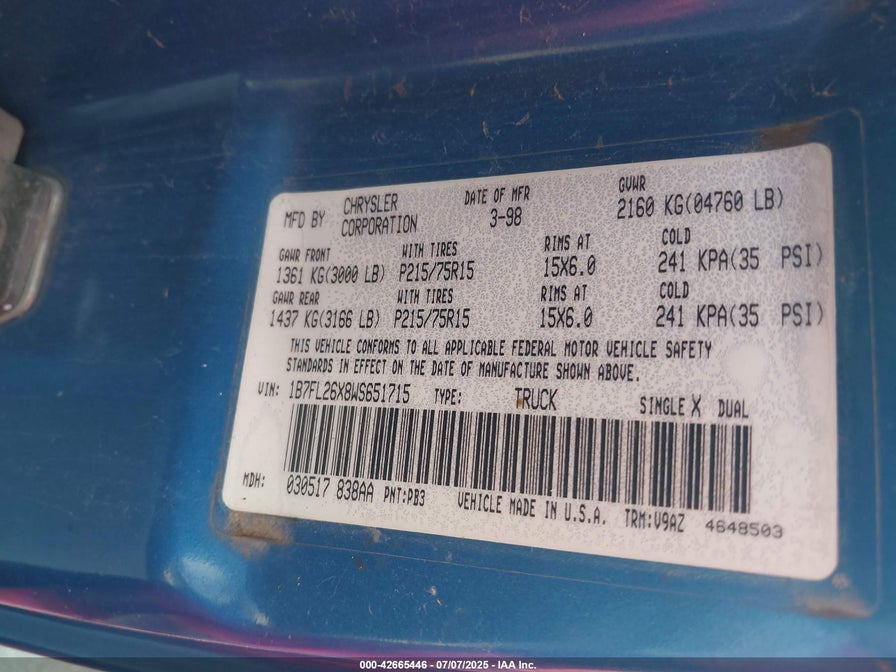 MFD BY CHRYSLER CORPORATION DATE OF MFR 3-98 GVWR 2160 KG(04760 LB)
GAWR FRONT WITH TIRES RIMS AT COLD
1361 KG(3000 LB) P215/75R15 15X6.0 241 KPA(35 PSI)
GAWR REAR WITH TIRES RIMS AT COLD
1437 KG(3166 LB) P215/75R15 15X6.0 241 KPA(35 PSI)
THIS VEHICLE CONFORMS TO ALL APPLICABLE FEDERAL MOTOR VEHICLE SAFETY
STANDARDS IN EFFECT ON THE DATE OF MANUFACTURE SHOWN ABOVE.
VIN: 1B7FL26X8WS651715 TYPE: TRUCK SINGLE X DUAL
MDH: 030517 838AA PNT:PB3 VEHICLE MADE IN U.S.A. TRM:V9AZ 4648503
000-42665446 - 07/07/2025 - IAA Inc.